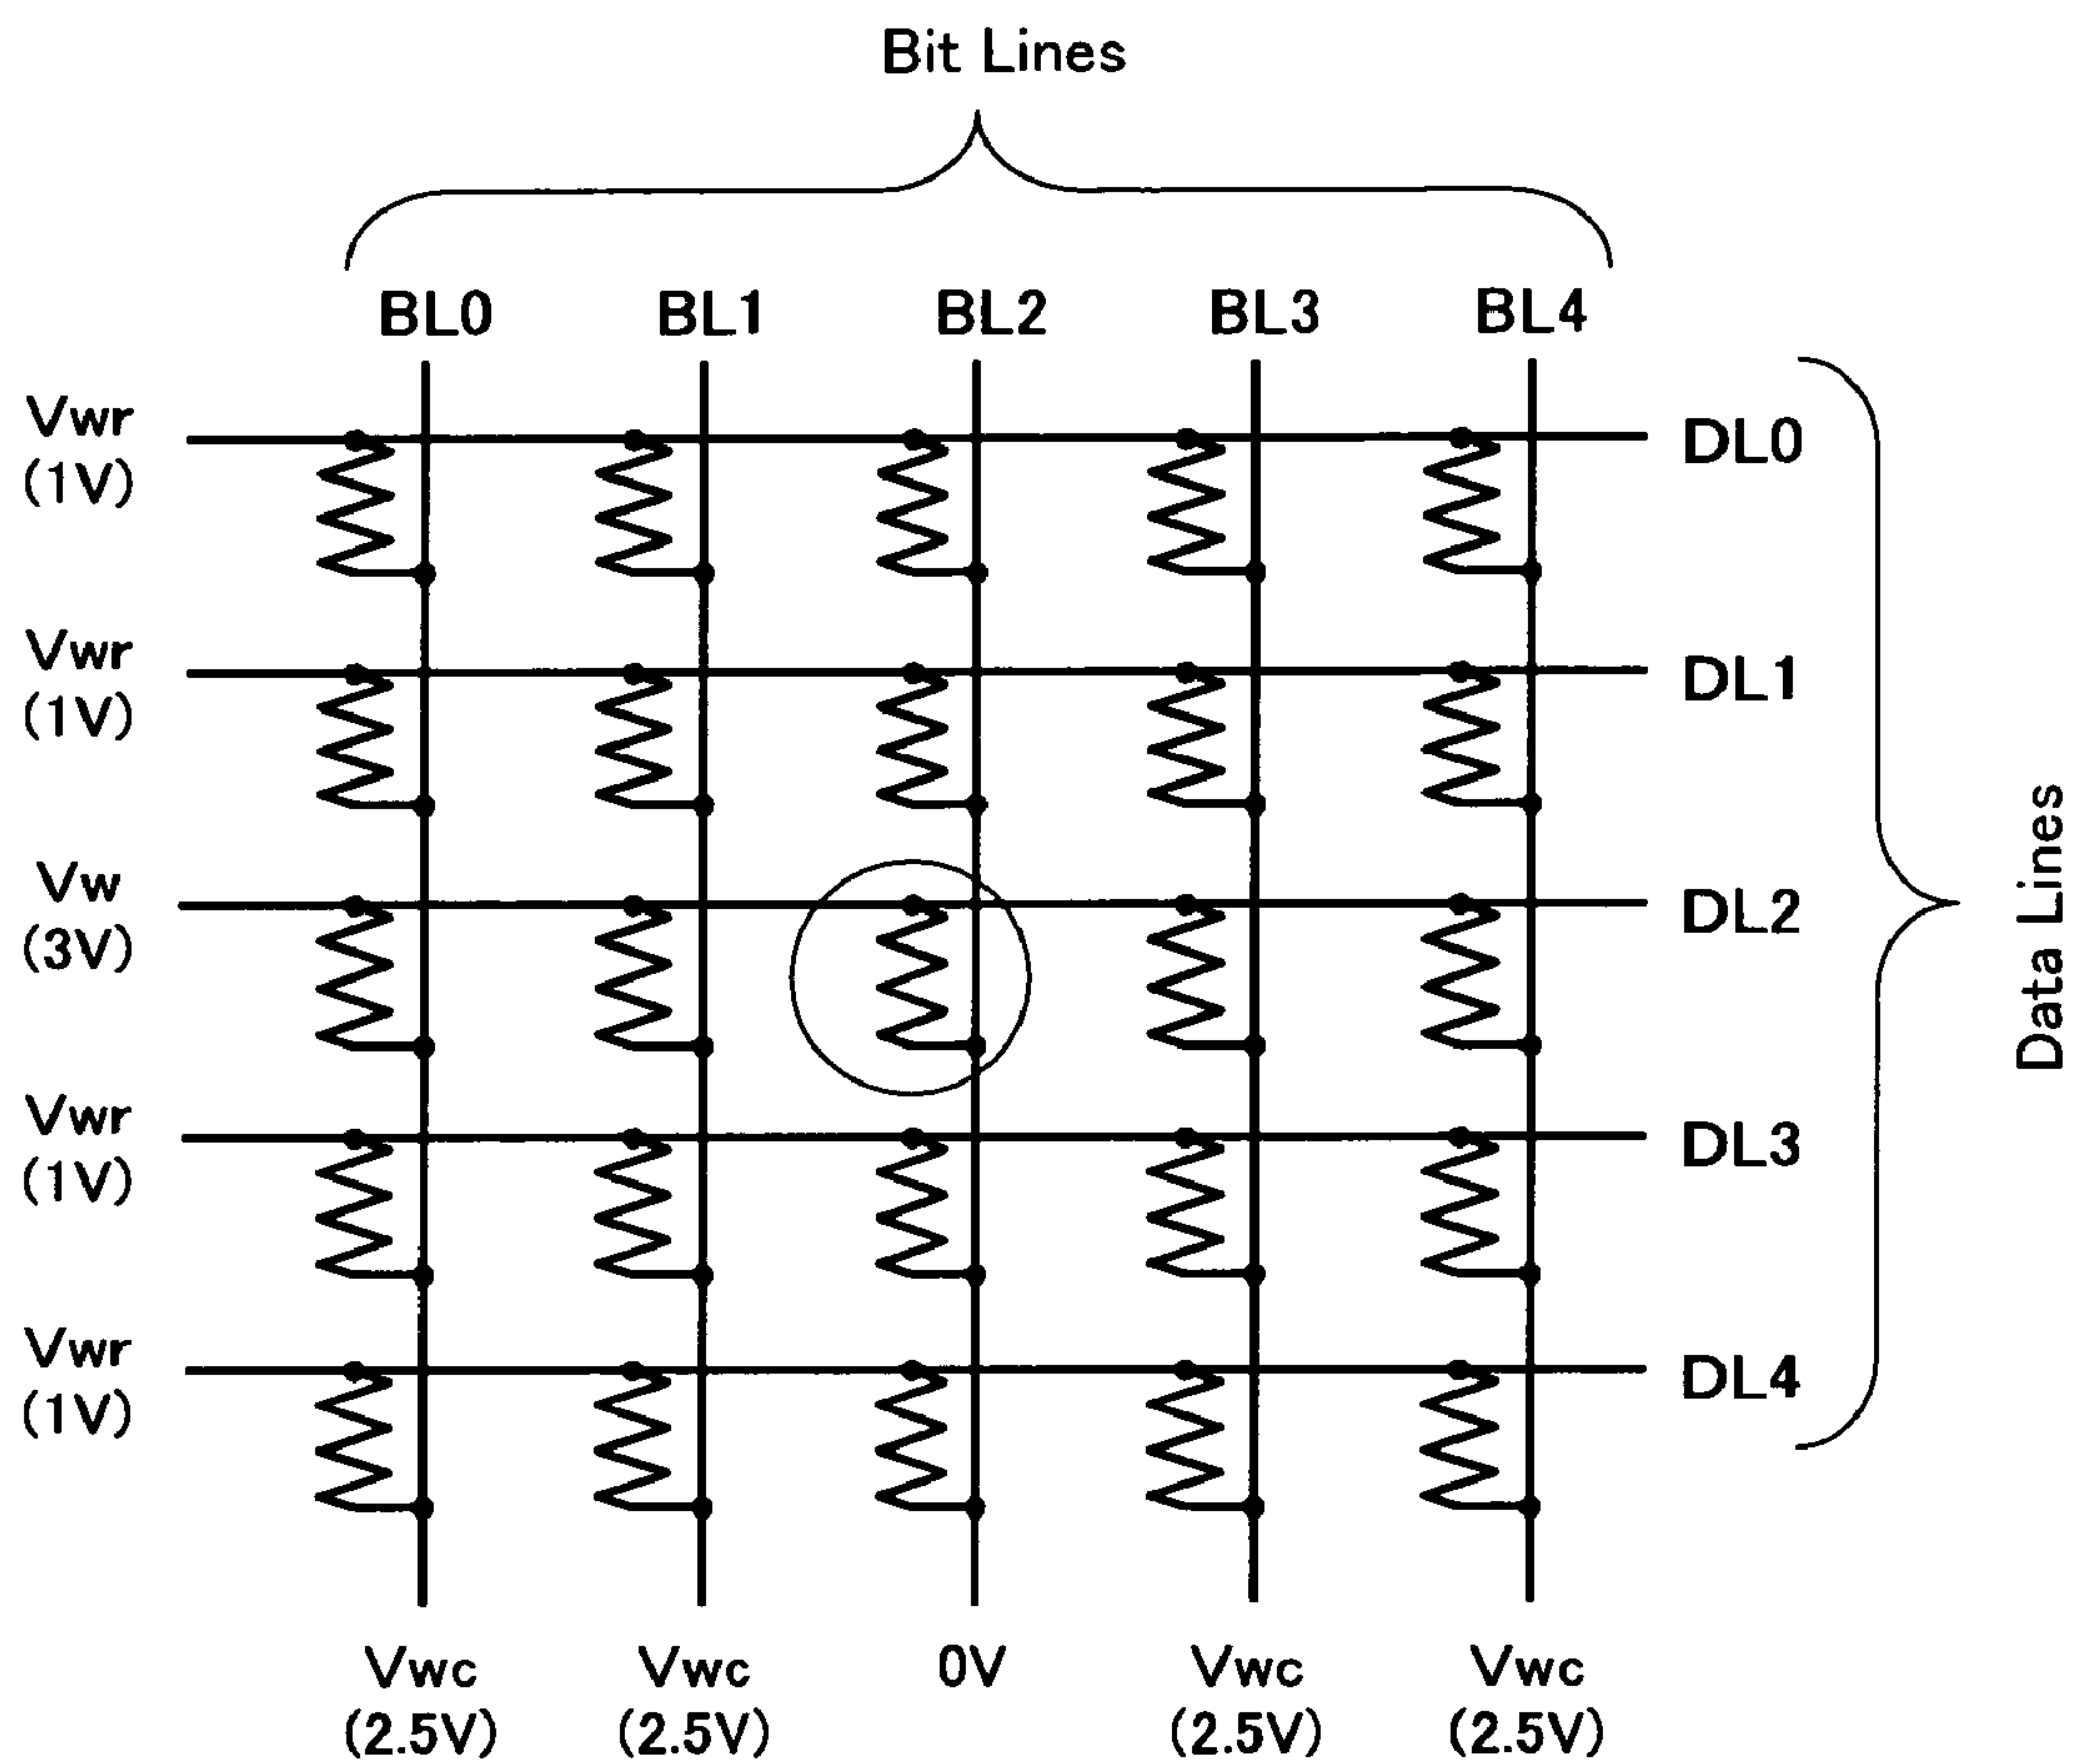 Bit Lines
BL0 BL1 BL2 BL3 BL4
Vwr
(1V)
DL0
Vwr
(1V)
DL1
Vw
(3V)
DL2
Vwr
(1V)
DL3
Vwr
(1V)
DL4
Data Lines
Vwc Vwc 0V Vwc Vwc
(2.5V) (2.5V) (2.5V) (2.5V)